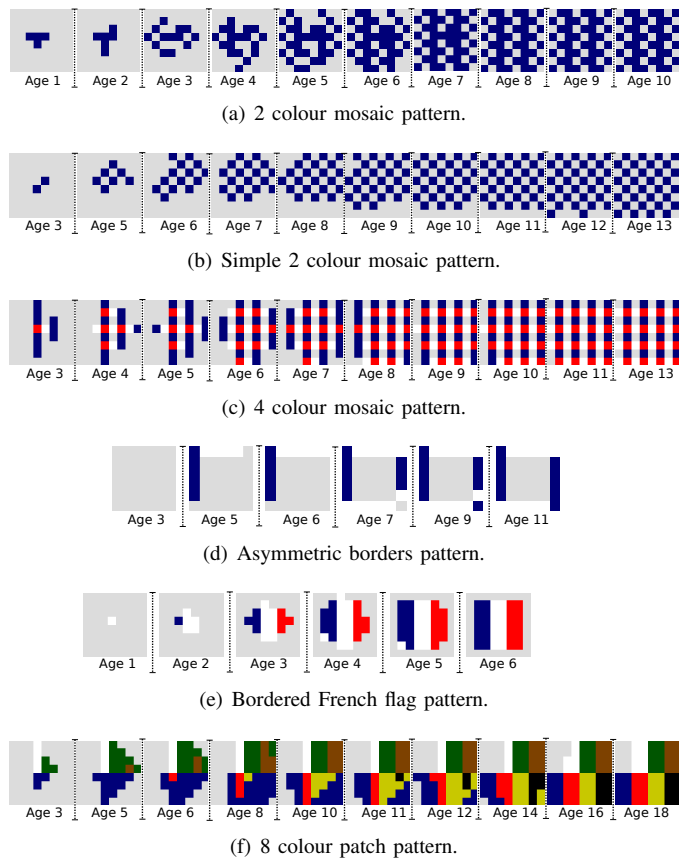 Age 1 Age 2 Age 3 Age 4 Age 5 Age 6 Age 7 Age 8 Age 9 Age 10
(a) 2 colour mosaic pattern.
Age 3 Age 5 Age 6 Age 7 Age 8 Age 9 Age 10 Age 11 Age 12 Age 13
(b) Simple 2 colour mosaic pattern.
Age 3 Age 4 Age 5 Age 6 Age 7 Age 8 Age 9 Age 10 Age 11 Age 13
(c) 4 colour mosaic pattern.
Age 3 Age 5 Age 6 Age 7 Age 9 Age 11
(d) Asymmetric borders pattern.
Age 1 Age 2 Age 3 Age 4 Age 5 Age 6
(e) Bordered French flag pattern.
Age 3 Age 5 Age 6 Age 8 Age 10 Age 11 Age 12 Age 14 Age 16 Age 18
(f) 8 colour patch pattern.